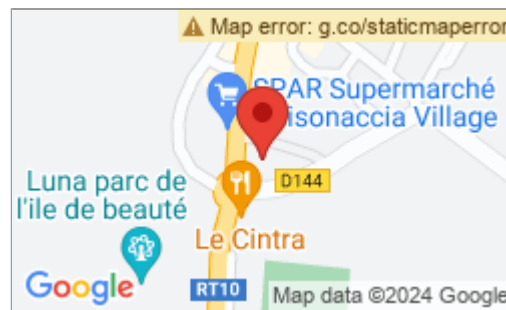 Map error: g.co/staticmaperror
SPAR Supermarché
isonaccia Village
D144
Luna parc de
l'ile de beauté
Le Cintra
Google
RT10
Map data ©2024 Google